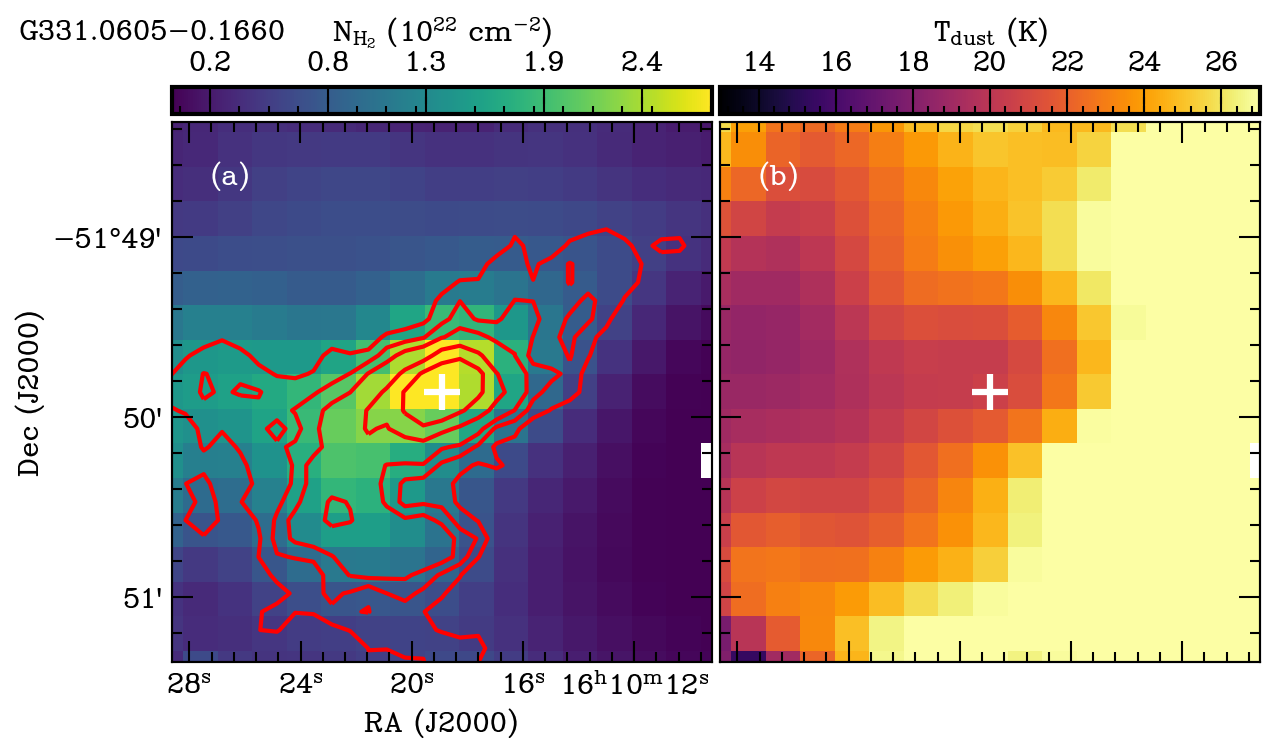 G331.0605−0.1660 N_H₂ (10²² cm⁻²) T_dust (K)
0.2 0.8 1.3 1.9 2.4 14 16 18 20 22 24 26
(a) (b)
−51°49'
50'
51'
Dec (J2000)
28ˢ 24ˢ 20ˢ 16ˢ 16ʰ10ᵐ12ˢ
RA (J2000)